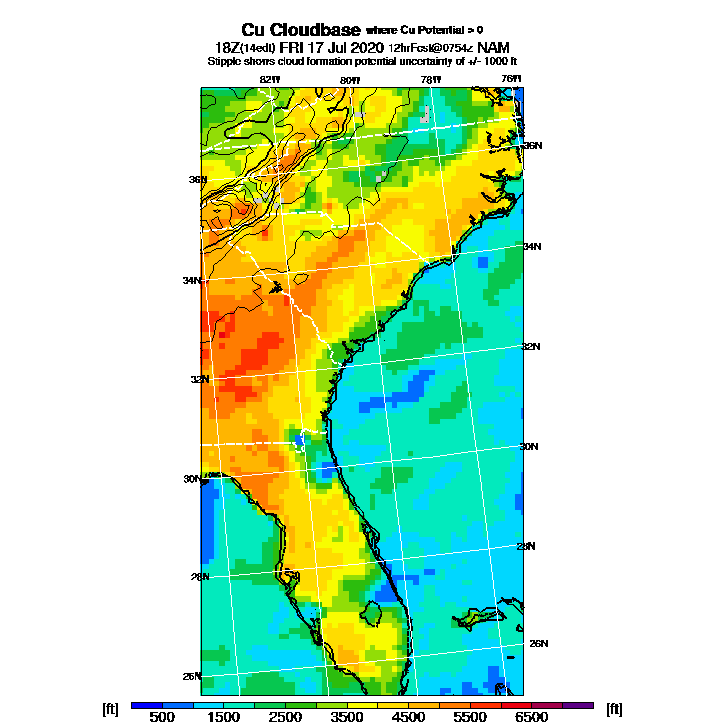 Cu Cloudbase where Cu Potential > 0
18Z(14edt) FRI 17 Jul 2020 12hrFcst@0754z NAM
Stipple shows cloud formation potential uncertainty of +/- 1000 ft
82W 80W 78W 76W
36N
36N
34N
34N
32N
32N
30N
30N
28N
28N
26N
26N
[ft] [ft]
500 1500 2500 3500 4500 5500 6500